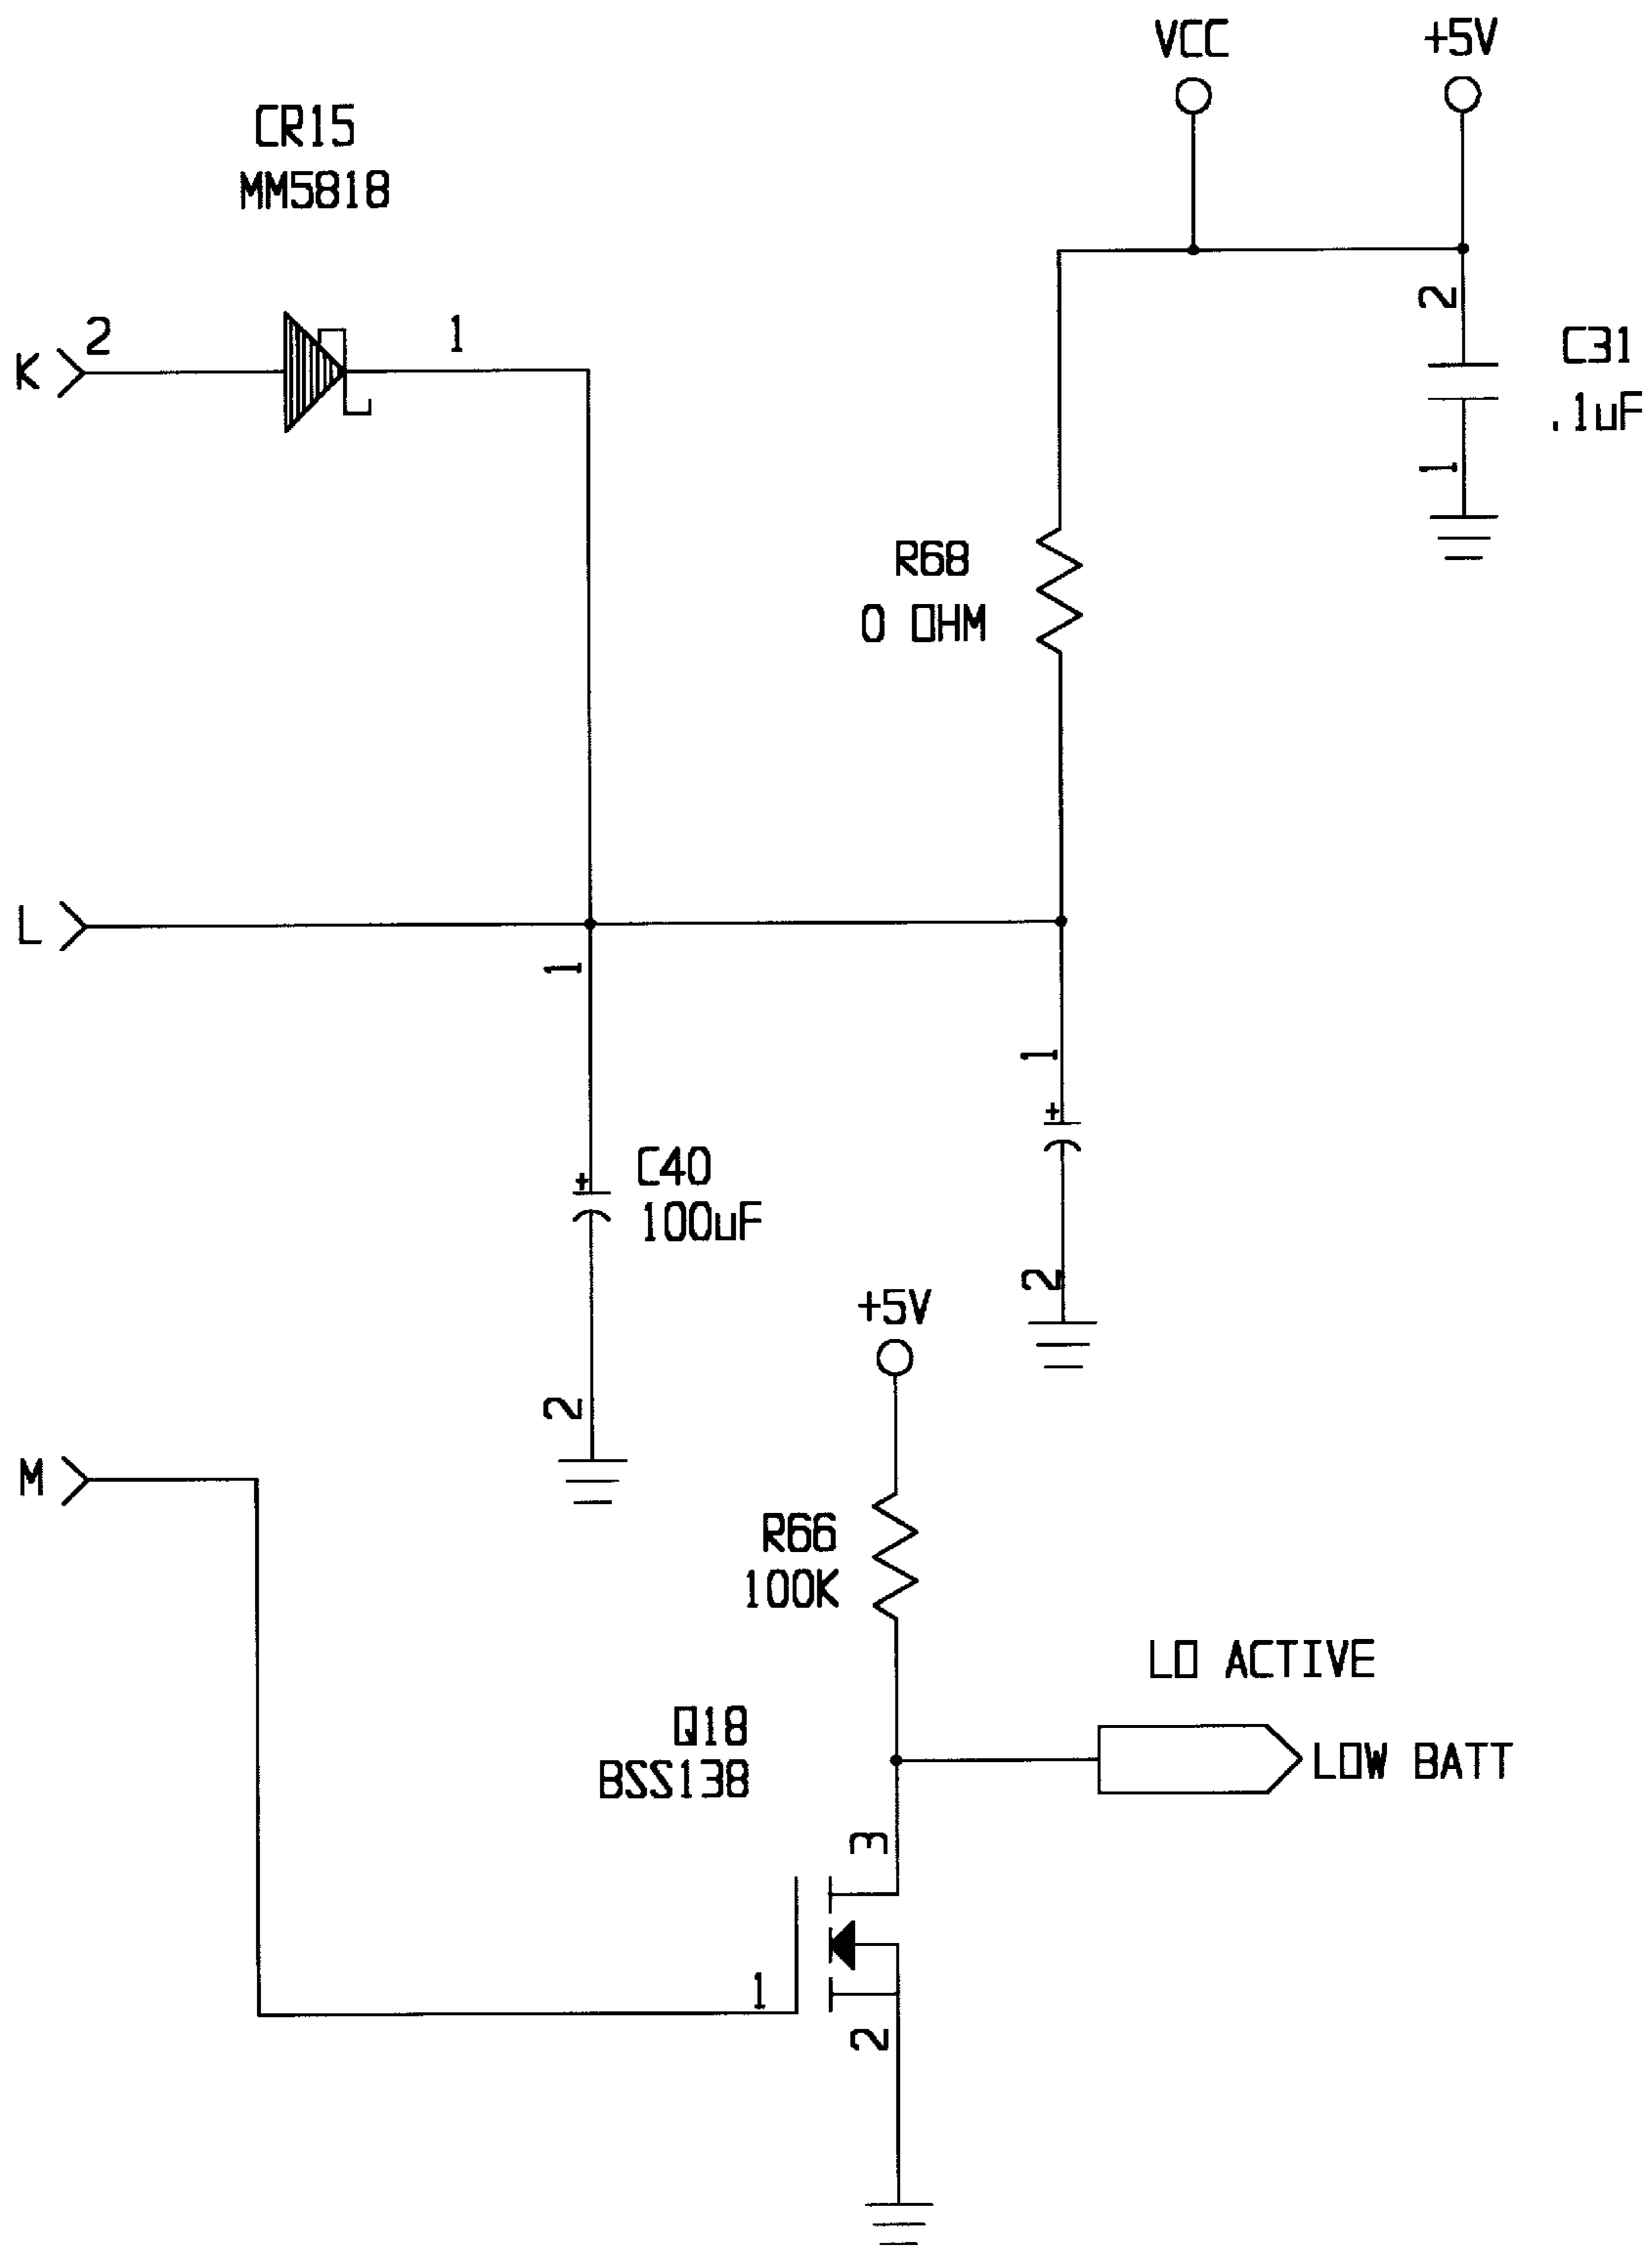 VCC
+5V
CR15
MM5818
K
2
1
2
C31
.1uF
1
R68
0 OHM
L
1
1
+
C40
100uF
+
2
+5V
2
M
R66
100K
LO ACTIVE
LOW BATT
Q18
BSS138
3
1
2